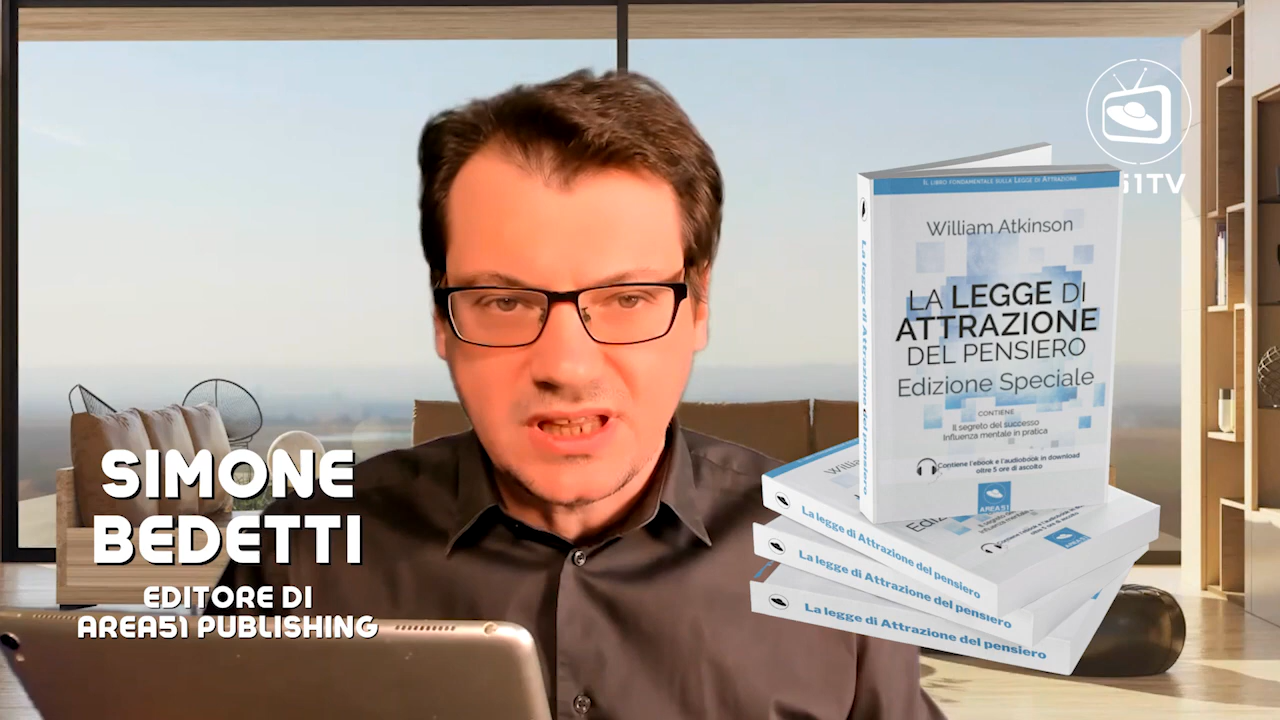 SIMONE
BEDETTI
EDITORE DI
AREA51 PUBLISHING
51TV
IL LIBRO FONDAMENTALE SULLA LEGGE DI ATTRAZIONE
William Atkinson
LA LEGGE DI
ATTRAZIONE
DEL PENSIERO
Edizione Speciale
CONTIENE
Il segreto del successo
Influenza mentale in pratica
Contiene l'ebook e l'audiobook in download
oltre 5 ore di ascolto
AREA51
La legge di Attrazione del pensiero
William
La legge di Attrazione del pensiero
La legge di Attrazione del pensiero
La legge di Attrazione del pensiero